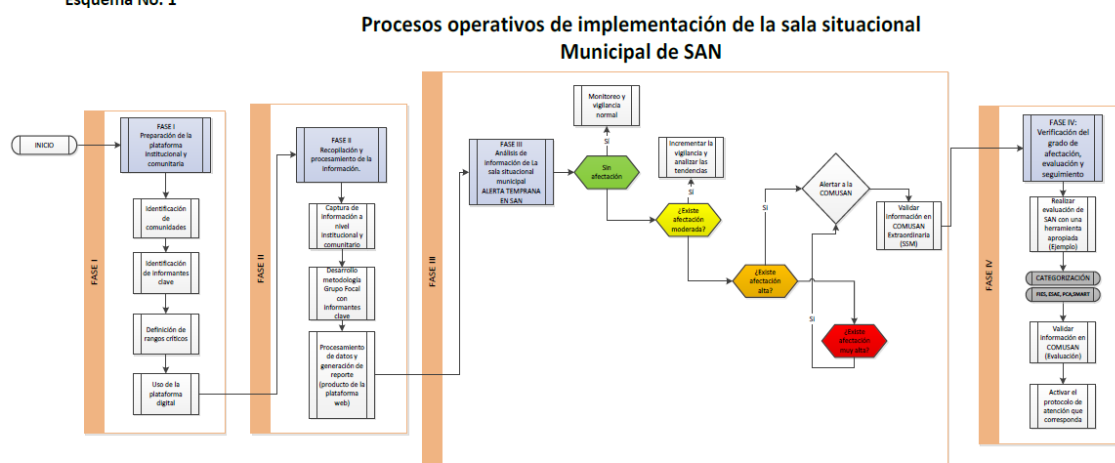 Esquema No. 1
Procesos operativos de implementación de la sala situacional
Municipal de SAN
INICIO
FASE I
FASE I
Preparación de la
plataforma
Institucional y
comunitaria
Identificación
de
comunidades
Identificación
de informantes
clave
Definición de
rangos críticos
Uso de la
plataforma
digital
FASE II
FASE II
Recopilación y
procesamiento de la
información.
Captura de
información a
nivel
institucional y
comunitario
Desarrollo
metodología
Grupo Focal
con
informantes
clave
Procesamiento
de datos y
generación de
reporte
(producto de la
plataforma
web)
FASE III
FASE III
Análisis de
información de La
sala situacional
municipal
ALERTA TEMPRANA
EN SAN
Monitoreo y
vigilancia
normal
SI
Sin
afectación
Incrementar la
vigilancia y
analizar las
tendencias
SI
¿Existe
afectación
moderada?
SI
¿Existe
afectación
alta?
SI
¿Existe
afectación
muy alta?
Alertar a la
COMUSAN
Validar
información en
COMUSAN
Extraordinaria
(SSM)
FASE IV
FASE IV:
Verificación del
grado de
afectación,
evaluación y
seguimiento
Realizar
evaluación de
SAN con una
herramienta
apropiada
(Ejemplo)
CATEGORIZACIÓN
FIES, ESAE, PCA,SMART
Validar
información en
COMUSAN
(Evaluación)
Activar el
protocolo de
atención que
corresponda